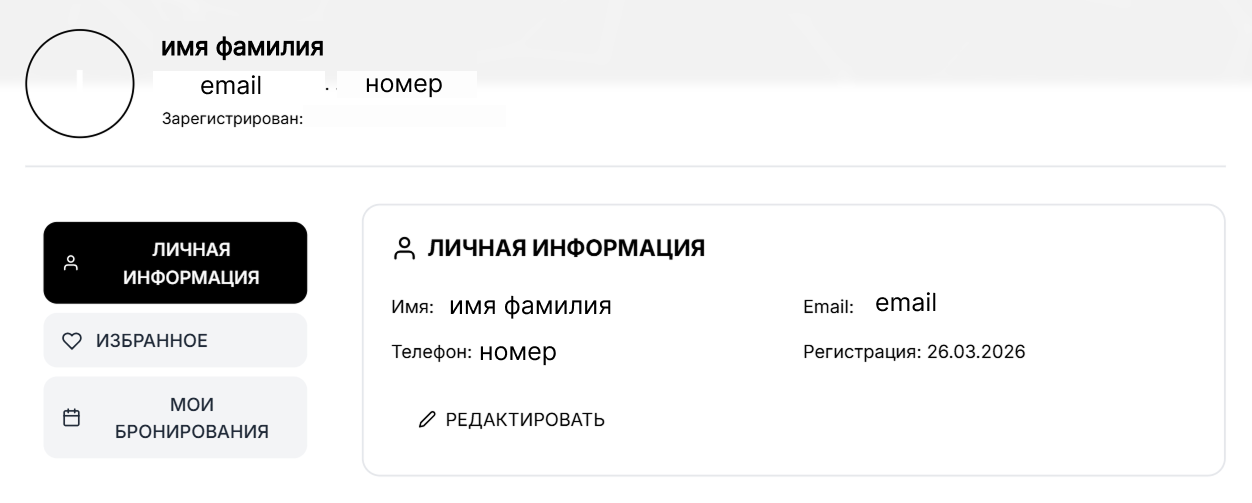 имя фамилия
email . . номер
Зарегистрирован:
ЛИЧНАЯ
ИНФОРМАЦИЯ
ИЗБРАННОЕ
МОИ
БРОНИРОВАНИЯ
ЛИЧНАЯ ИНФОРМАЦИЯ
Имя: имя фамилия
Email: email
Телефон: номер
Регистрация: 26.03.2026
РЕДАКТИРОВАТЬ